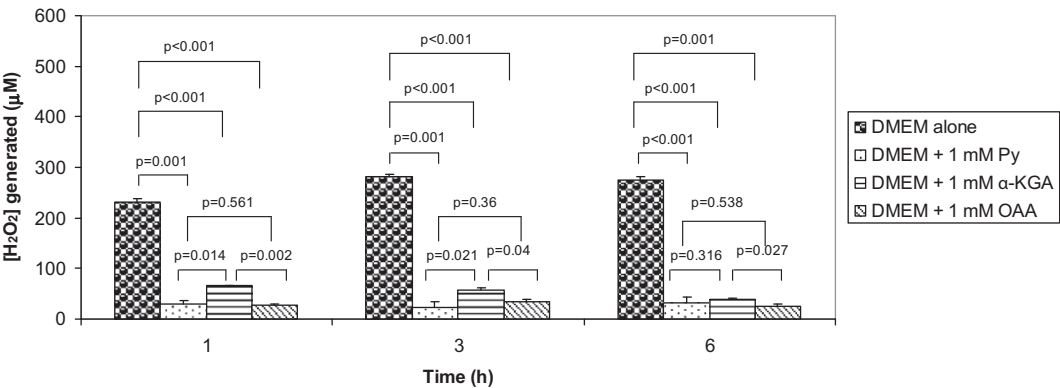 600
500
400
300
200
100
0
[H₂O₂] generated (μM)
p<0.001
p<0.001
p=0.001
p=0.561
p=0.014
p=0.002
p<0.001
p<0.001
p=0.001
p=0.36
p=0.021
p=0.04
p=0.001
p<0.001
p<0.001
p=0.538
p=0.316
p=0.027
1
3
6
Time (h)
DMEM alone
DMEM + 1 mM Py
DMEM + 1 mM α-KGA
DMEM + 1 mM OAA